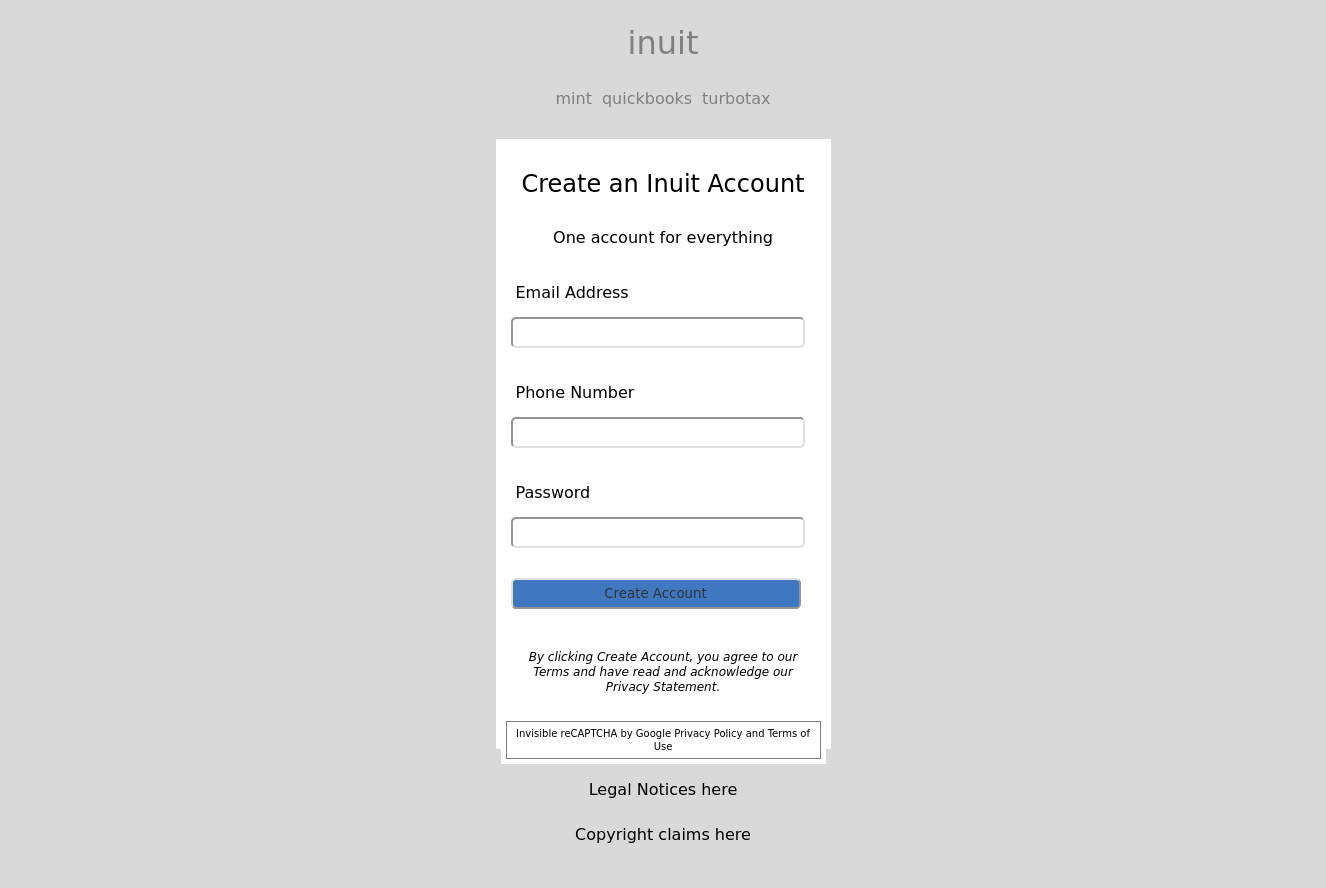 inuit
mint quickbooks turbotax
Create an Inuit Account
One account for everything
Email Address
Phone Number
Password
Create Account
By clicking Create Account, you agree to our
Terms and have read and acknowledge our
Privacy Statement.
Invisible reCAPTCHA by Google Privacy Policy and Terms of
Use
Legal Notices here
Copyright claims here